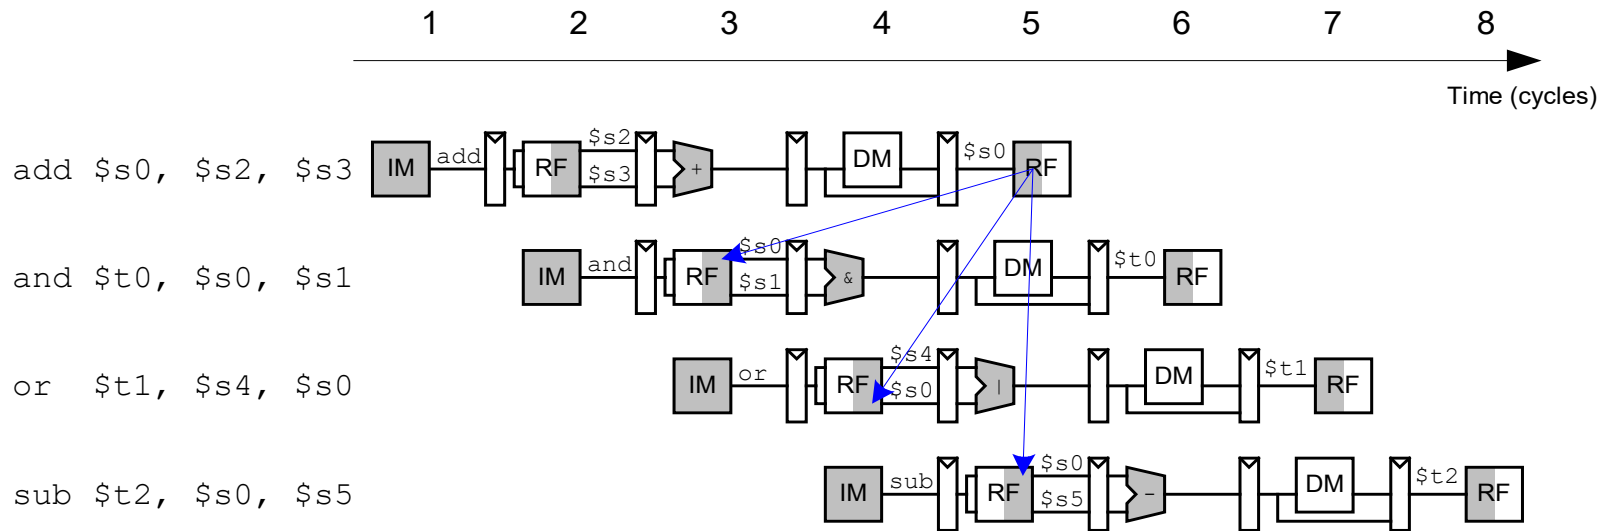 1 2 3 4 5 6 7 8
Time (cycles)
add $s0, $s2, $s3 IM add RF $s2 $s3 + DM $s0 RF
and $t0, $s0, $s1 IM and RF $s0 $s1 & DM $t0 RF
or $t1, $s4, $s0 IM or RF $s4 $s0 | DM $t1 RF
sub $t2, $s0, $s5 IM sub RF $s0 $s5 - DM $t2 RF